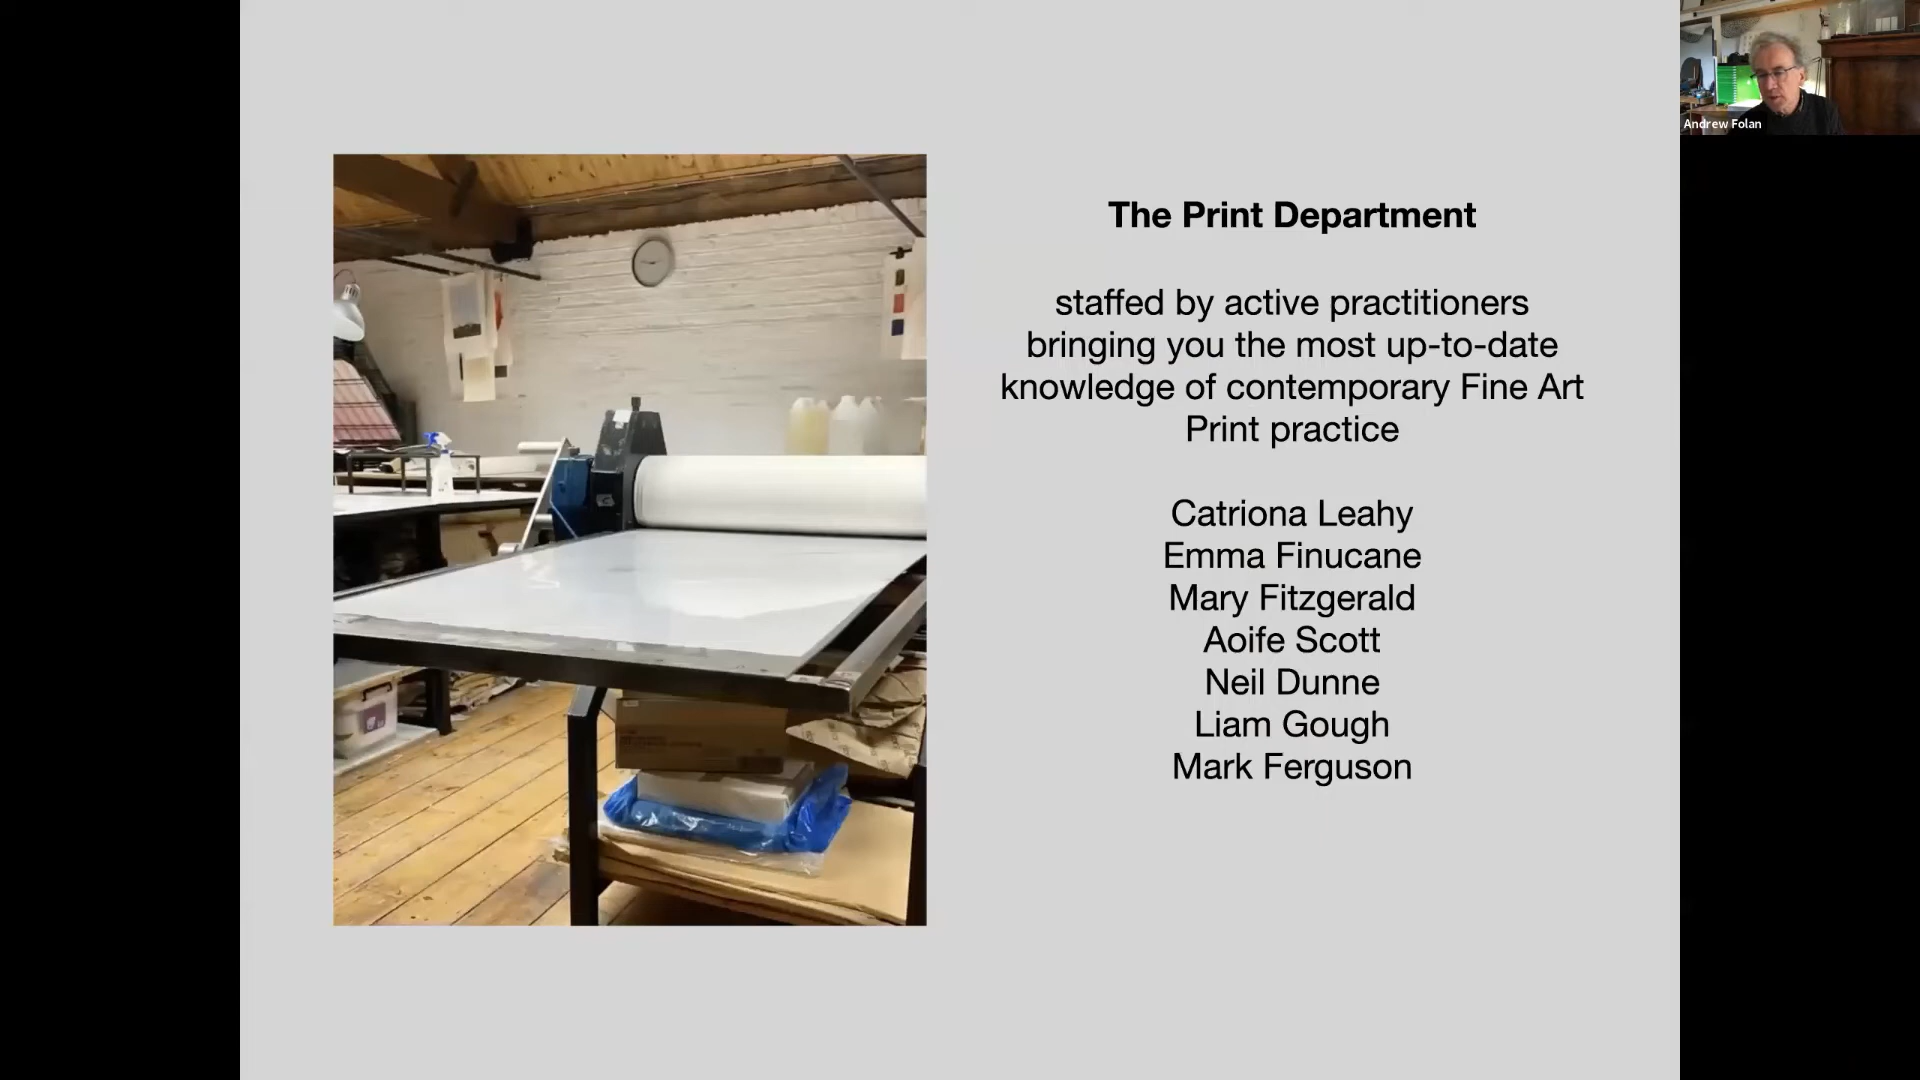 Andrew Folan
The Print Department
staffed by active practitioners
bringing you the most up-to-date
knowledge of contemporary Fine Art
Print practice
Catriona Leahy
Emma Finucane
Mary Fitzgerald
Aoife Scott
Neil Dunne
Liam Gough
Mark Ferguson